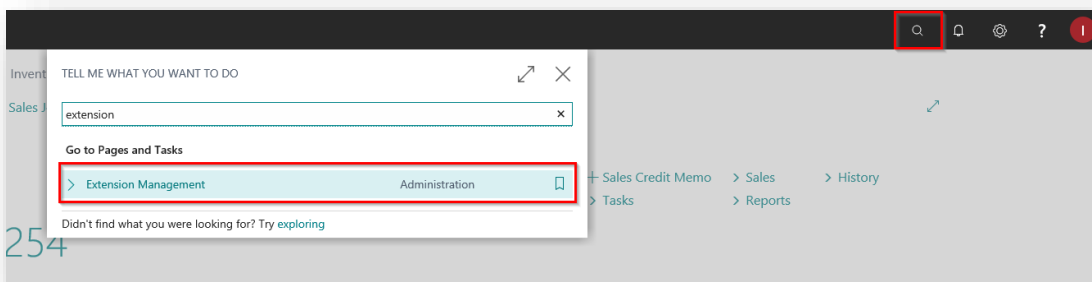 ?
I
Invent
TELL ME WHAT YOU WANT TO DO
Sales J
extension
Go to Pages and Tasks
Extension Management Administration
+ Sales Credit Memo > Sales > History
> Tasks > Reports
Didn't find what you were looking for? Try exploring
254